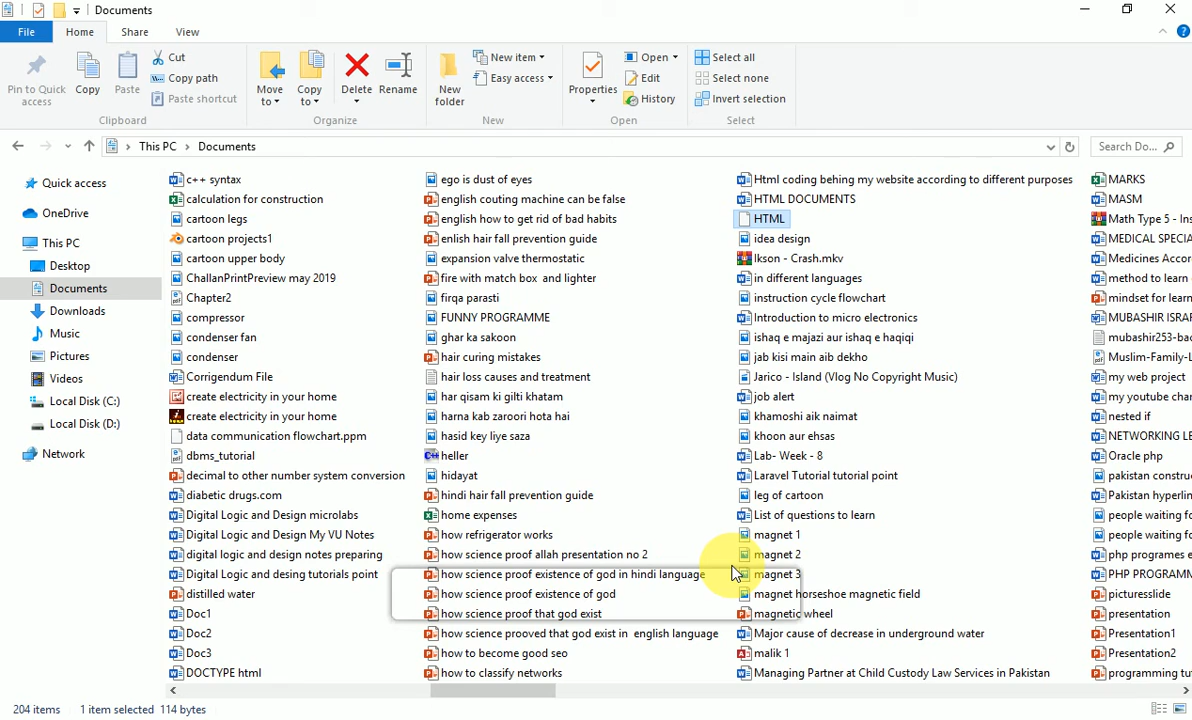 Documents
File Home Share View
Pin to Quick access
Copy
Paste
Cut
Copy path
Paste shortcut
Clipboard
Move to
Copy to
Delete
Rename
Organize
New folder
New item
Easy access
New
Properties
Open
Edit
History
Open
Select all
Select none
Invert selection
Select
This PC > Documents
Search Do...
Quick access
OneDrive
This PC
Desktop
Documents
Downloads
Music
Pictures
Videos
Local Disk (C:)
Local Disk (D:)
Network
c++ syntax
calculation for construction
cartoon legs
cartoon projects1
cartoon upper body
ChallanPrintPreview may 2019
Chapter2
compressor
condenser fan
condenser
Corrigendum File
create electricity in your home
create electricity in your home
data communication flowchart.ppm
dbms_tutorial
decimal to other number system conversion
diabetic drugs.com
Digital Logic and Design microlabs
Digital Logic and Design My VU Notes
digital logic and design notes preparing
Digital Logic and desing tutorials point
distilled water
Doc1
Doc2
Doc3
DOCTYPE html
ego is dust of eyes
english couting machine can be false
english how to get rid of bad habits
enlish hair fall prevention guide
expansion valve thermostatic
fire with match box and lighter
firqa parasti
FUNNY PROGRAMME
ghar ka sakoon
hair curing mistakes
hair loss causes and treatment
har qisam ki gilti khatam
harna kab zaroori hota hai
hasid key liye saza
heller
hidayat
hindi hair fall prevention guide
home expenses
how refrigerator works
how science proof allah presentation no 2
how science proof existence of god in hindi language
how science proof existence of god
how science proof that god exist
how science prooved that god exist in english language
how to become good seo
how to classify networks
Html coding behing my website according to different purposes
HTML DOCUMENTS
HTML
idea design
Ikson - Crash.mkv
in different languages
instruction cycle flowchart
Introduction to micro electronics
ishaq e majazi aur ishaq e haqiqi
jab kisi main aib dekho
Jarico - Island (Vlog No Copyright Music)
job alert
khamoshi aik naimat
khoon aur ehsas
Lab- Week - 8
Laravel Tutorial tutorial point
leg of cartoon
List of questions to learn
magnet 1
magnet 2
magnet 3
magnet horseshoe magnetic field
magnetic wheel
Major cause of decrease in underground water
malik 1
Managing Partner at Child Custody Law Services in Pakistan
MARKS
MASM
Math Type 5 - Ins
MEDICAL SPECIA
Medicines Accor
method to learn
mindset for learn
MUBASHIR ISRAF
mubashir253-bac
Muslim-Family-L
my web project
my youtube chan
nested if
NETWORKING LE
Oracle php
pakistan constru
Pakistan hyperlin
people waiting fo
people waiting fo
php programes e
PHP PROGRAMM
picturesslide
presentation
Presentation1
Presentation2
programming tu
204 items 1 item selected 114 bytes